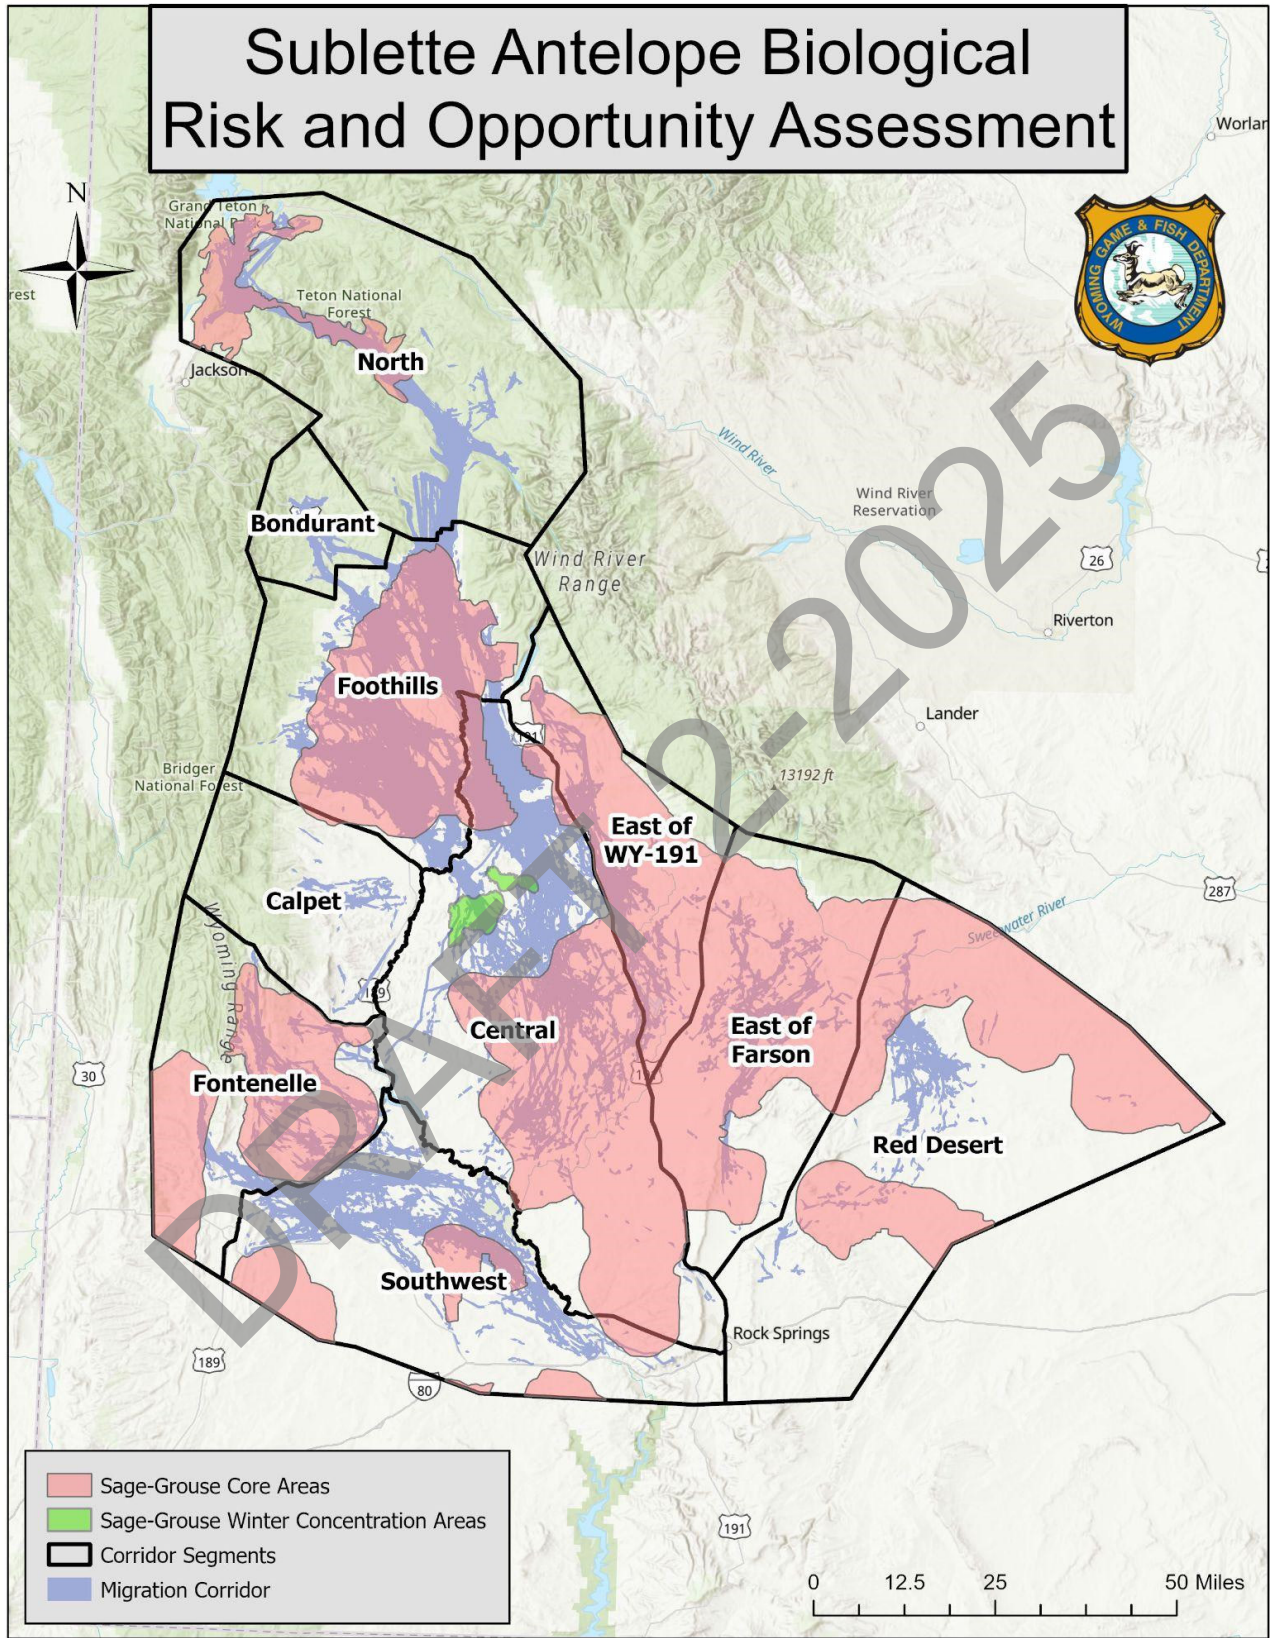 Sublette Antelope Biological
Risk and Opportunity Assessment
Worlar
N
Grand Teton
National P
WYOMING GAME & FISH DEPARTMENT
rest
Teton National
Forest
North
Jackson
Wind River
Wind River
Reservation
Bondurant
Wind River
Range
26
Riverton
Foothills
Lander
191
Bridger
National Forest
13192 ft
East of
WY-191
Calpet
287
Sweetwater River
Wyoming Range
189
Central
East of
Farson
30
Fontenelle
Red Desert
Southwest
Rock Springs
189
80
DRAFT 2-2025
Sage-Grouse Core Areas
Sage-Grouse Winter Concentration Areas
Corridor Segments
Migration Corridor
191
0 12.5 25 50 Miles